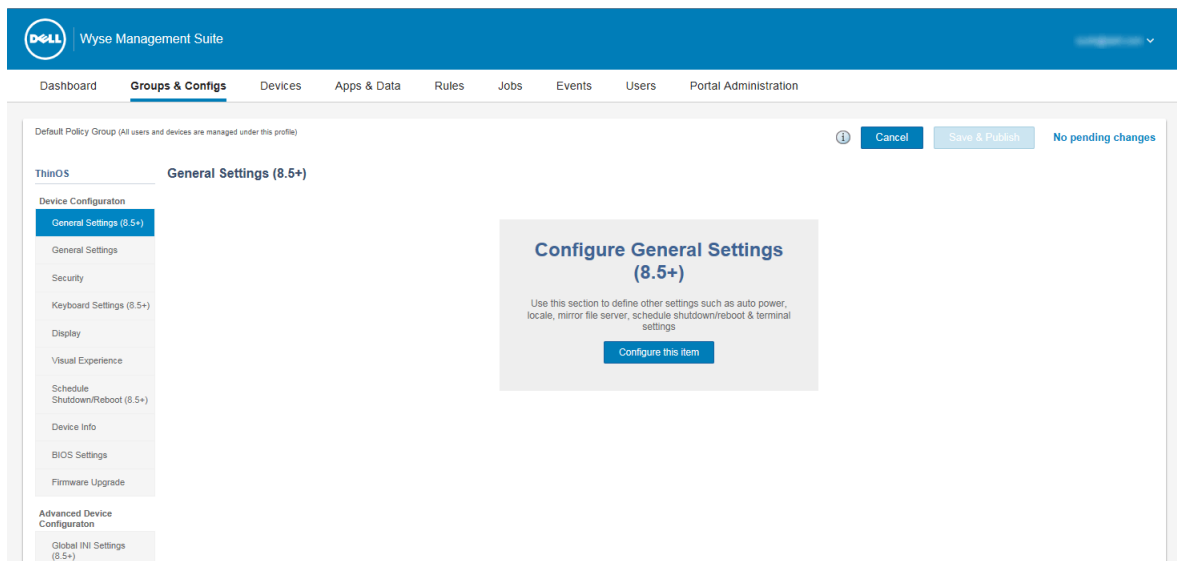 DELL
Wyse Management Suite
Dashboard Groups & Configs Devices Apps & Data Rules Jobs Events Users Portal Administration
Default Policy Group (All users and devices are managed under this profile)
i Cancel Save & Publish No pending changes
ThinOS
General Settings (8.5+)
Device Configuraton
General Settings (8.5+)
General Settings
Security
Keyboard Settings (8.5+)
Display
Visual Experience
Schedule
Shutdown/Reboot (8.5+)
Device Info
BIOS Settings
Firmware Upgrade
Advanced Device
Configuraton
Global INI Settings
(8.5+)
Configure General Settings
(8.5+)
Use this section to define other settings such as auto power,
locale, mirror file server, schedule shutdown/reboot & terminal
settings
Configure this item